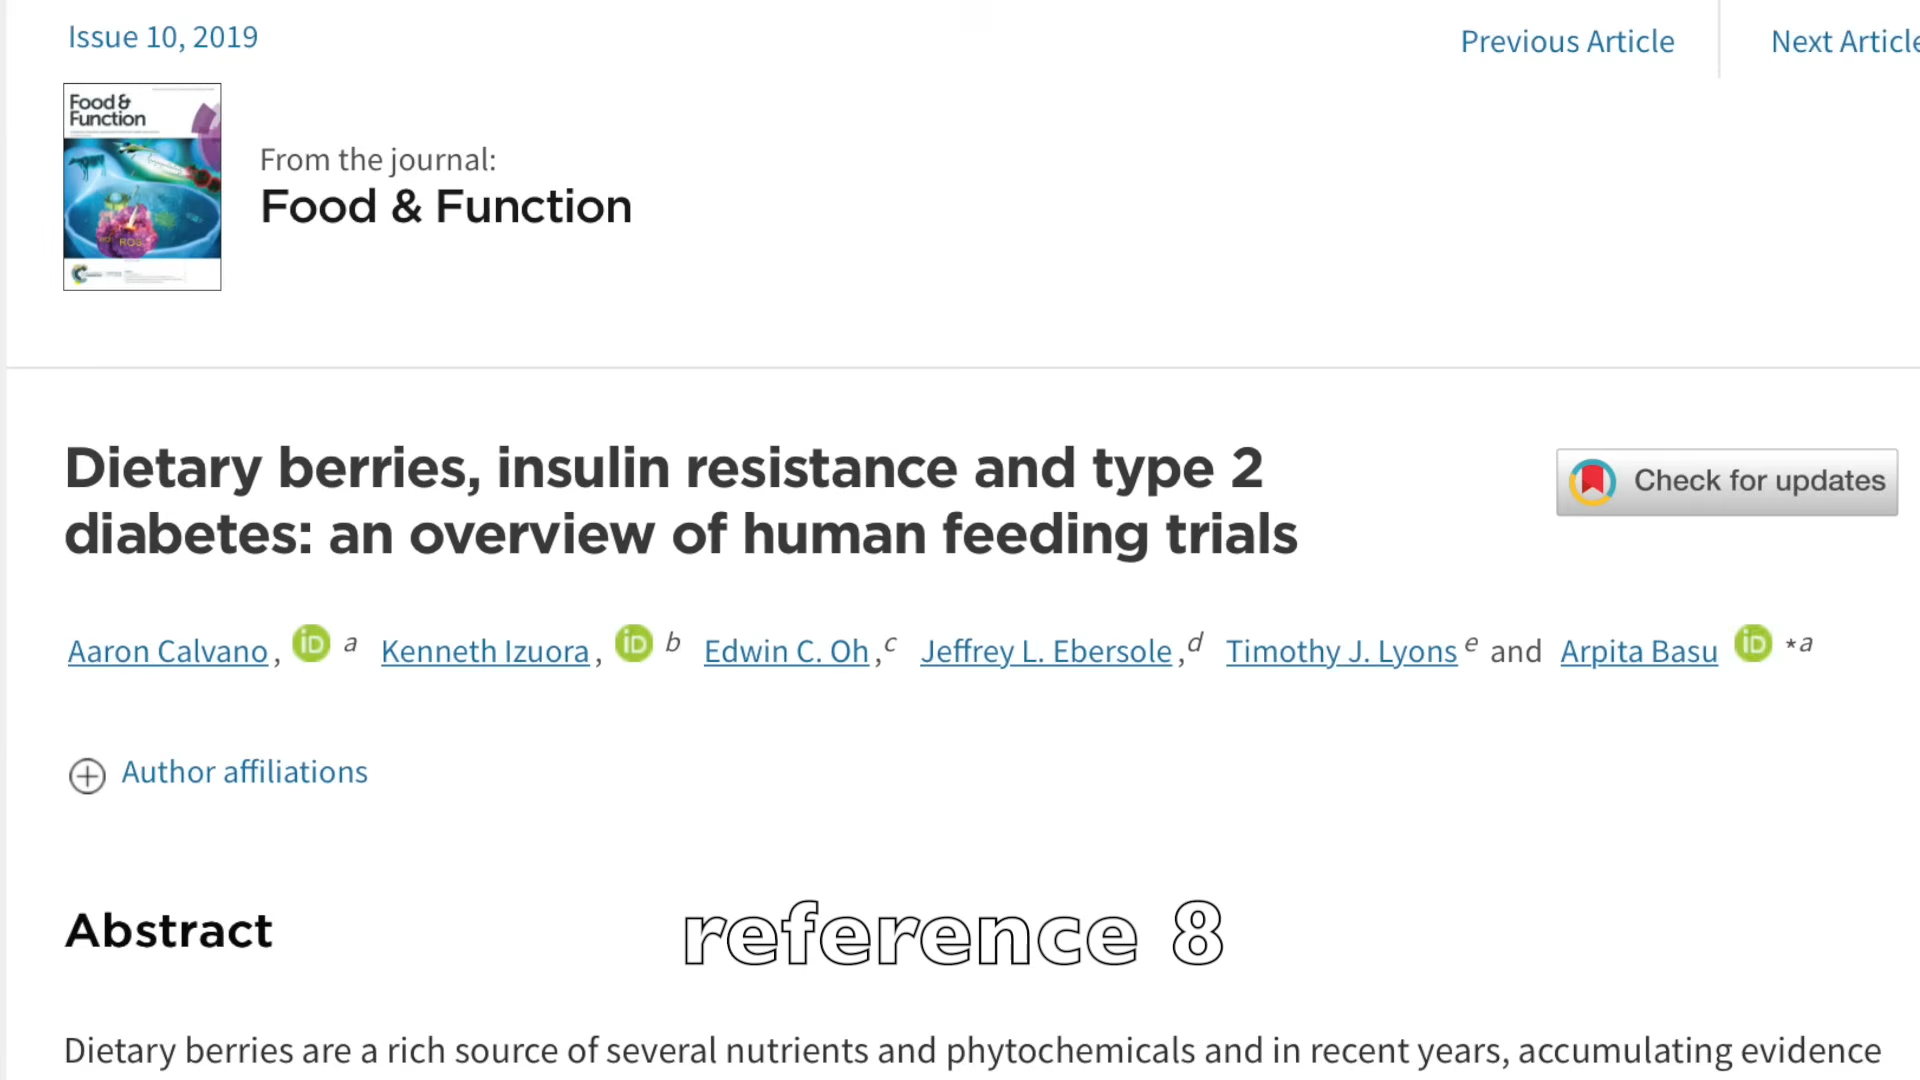 Issue 10, 2019
Previous Article
Next Article
Food &
Function
From the journal:
Food & Function
Dietary berries, insulin resistance and type 2
diabetes: an overview of human feeding trials
Check for updates
Aaron Calvano, iD a Kenneth Izuora, iD b Edwin C. Oh,c Jeffrey L. Ebersole,d Timothy J. Lyons e and Arpita Basu iD *a
Author affiliations
Abstract
reference 8
Dietary berries are a rich source of several nutrients and phytochemicals and in recent years, accumulating evidence